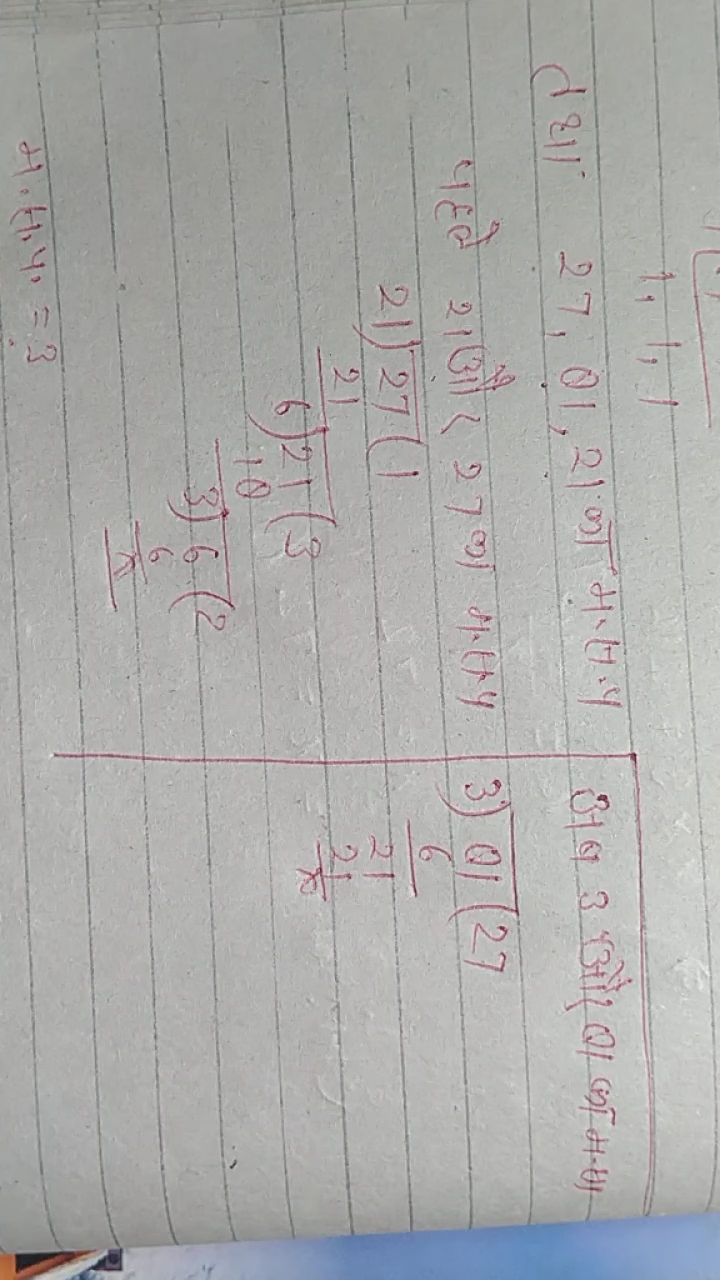 1, 1, 1
तथा 27, 81, 21 का म.स.प
पहले 21 और 27 का म.स.प
21) 27 (1
21
6) 21 (3
18
3) 6 (2
6
x
म.स.प. = 3
अब 3 और 81 का म.स
3) 81 (27
6
21
21
x